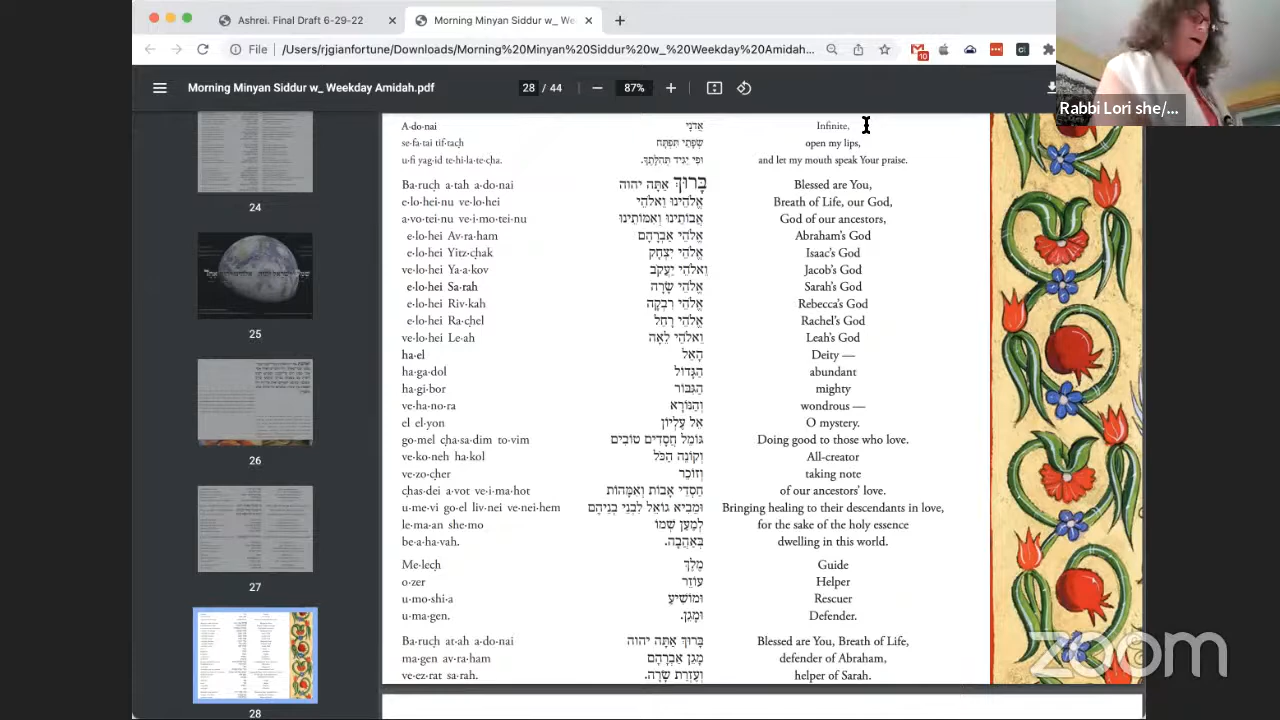 Ashrei. Final Draft 6-29-22
Morning Minyan Siddur w_ We
File /Users/rjgianfortune/Downloads/Morning%20Minyan%20Siddur%20w_%20Weekday%20Amidah...
10
Morning Minyan Siddur w_ Weekday Amidah.pdf
28 / 44
87%
Rabbi Lori she/...
24
25
26
27
28
A·do·nai אֲדֹנָי Infinite,
se·fa·tai tif·tach שְׂפָתַי תִּפְתָּח open my lips,
u·fi yag·id te·hi·la·te·cha. וּפִי יַגִּיד תְּהִלָּתֶךָ. and let my mouth speak Your praise.
Ba·ruch a·tah a·do·nai בָּרוּךְ אַתָּה יהוה Blessed are You,
e·lo·hei·nu ve·lo·hei אֱלֹהֵינוּ וֵאלֹהֵי Breath of Life, our God,
a·vo·tei·nu ve·i·mo·tei·nu אֲבוֹתֵינוּ וְאִמּוֹתֵינוּ God of our ancestors,
e·lo·hei Av·ra·ham אֱלֹהֵי אַבְרָהָם Abraham's God
e·lo·hei Yitz·chak אֱלֹהֵי יִצְחָק Isaac's God
ve·lo·hei Ya·a·kov וֵאלֹהֵי יַעֲקֹב Jacob's God
e·lo·hei Sa·rah אֱלֹהֵי שָׂרָה Sarah's God
e·lo·hei Riv·kah אֱלֹהֵי רִבְקָה Rebecca's God
e·lo·hei Ra·chel אֱלֹהֵי רָחֵל Rachel's God
ve·lo·hei Le·ah וֵאלֹהֵי לֵאָה Leah's God
ha·el הָאֵל Deity —
ha·ga·dol הַגָּדוֹל abundant
ha·gi·bor הַגִּבּוֹר mighty
ve·ha·no·ra וְהַנּוֹרָא wondrous —
el el·yon אֵל עֶלְיוֹן O mystery.
go·mel cha·sa·dim to·vim גּוֹמֵל חֲסָדִים טוֹבִים Doing good to those who love.
ve·ko·neh ha·kol וְקוֹנֵה הַכֹּל All-creator
ve·zo·cher וְזוֹכֵר taking note
chas·dei a·vot ve·i·ma·hot חַסְדֵי אָבוֹת וְאִמָּהוֹת of our ancestors' love,
u·me·vi go·el li·v·nei ve·nei·hem וּמֵבִיא גוֹאֵל לִבְנֵי בְנֵיהֶם Bringing healing to their descendants in love,
le·ma·an she·mo לְמַעַן שְׁמוֹ for the sake of the holy essence
be·a·ha·vah. בְּאַהֲבָה. dwelling in this world.
Me·lech מֶלֶךְ Guide
o·zer עוֹזֵר Helper
u·mo·shi·a וּמוֹשִׁיעַ Rescuer
u·ma·gen. וּמָגֵן. Defender.
Ba·ruch a·tah a·do·nai בָּרוּךְ אַתָּה יהוה Blessed are You, Breath of Life,
ma·gen av·ra·ham מָגֵן אַבְרָהָם shield of Abraham,
helper of Sarah.
zoom